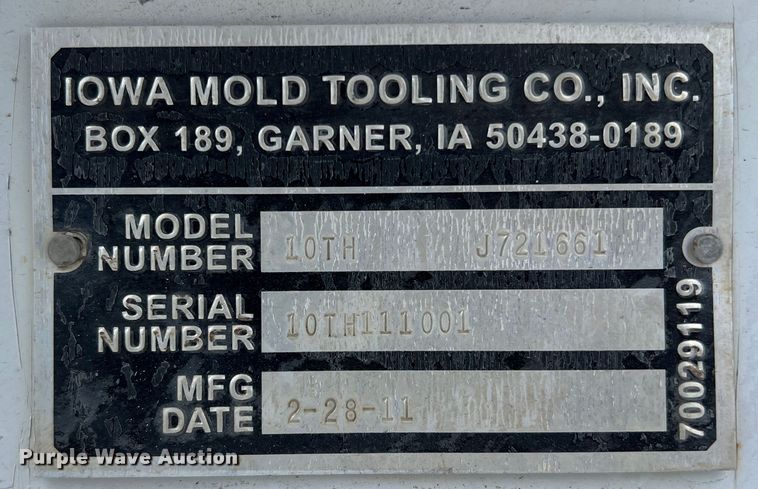 IOWA MOLD TOOLING CO., INC.
BOX 189, GARNER, IA 50438-0189
MODEL NUMBER 10TH J721661
SERIAL NUMBER 10TH111001
MFG DATE 2-28-11
70029119
Purple Wave Auction